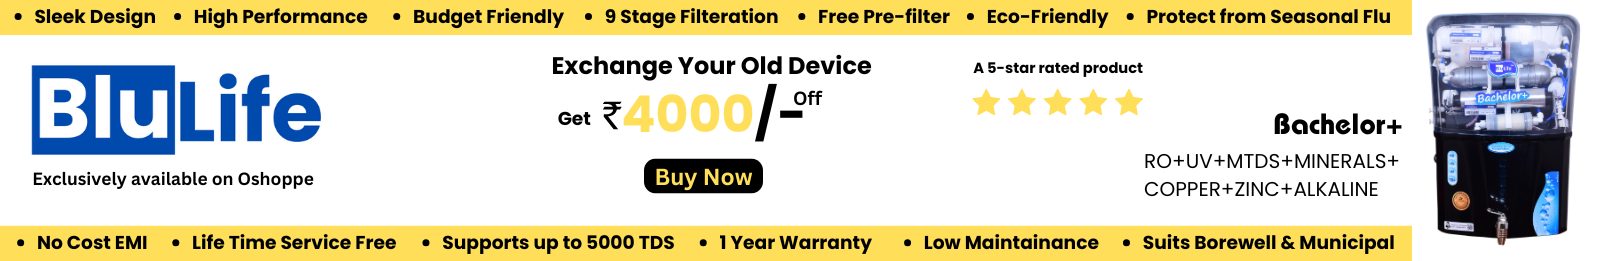 • Sleek Design • High Performance • Budget Friendly • 9 Stage Filteration • Free Pre-filter • Eco-Friendly • Protect from Seasonal Flu
BluLife
Exclusively available on Oshoppe
Exchange Your Old Device
Get ₹4000/- Off
Buy Now
A 5-star rated product
Bachelor+
RO+UV+MTDS+MINERALS+
COPPER+ZINC+ALKALINE
BluLife
Bachelor+
• No Cost EMI • Life Time Service Free • Supports up to 5000 TDS • 1 Year Warranty • Low Maintainance • Suits Borewell & Municipal